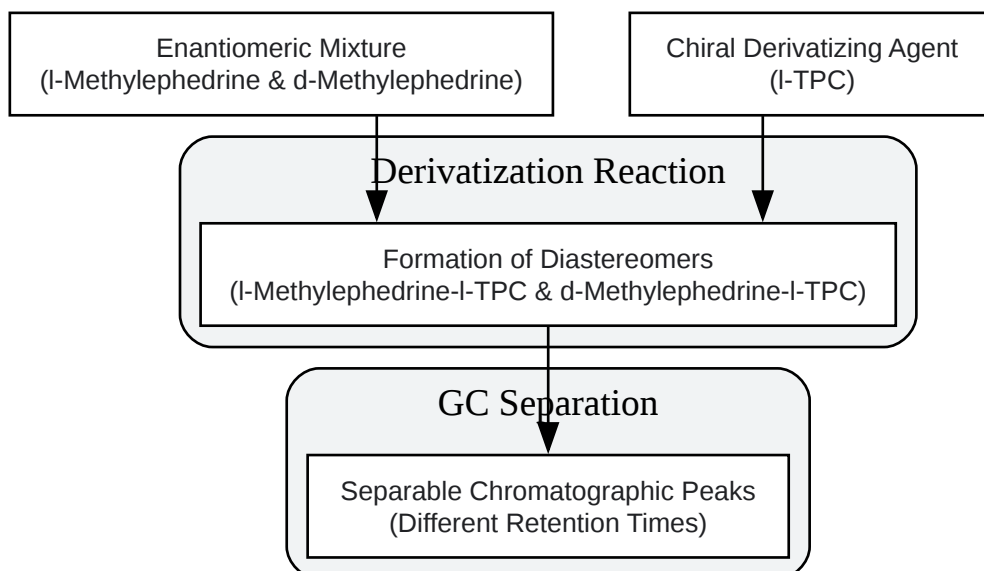 Enantiomeric Mixture
(l-Methylephedrine & d-Methylephedrine)
Chiral Derivatizing Agent
(l-TPC)
Derivatization Reaction
Formation of Diastereomers
(l-Methylephedrine-l-TPC & d-Methylephedrine-l-TPC)
GC Separation
Separable Chromatographic Peaks
(Different Retention Times)